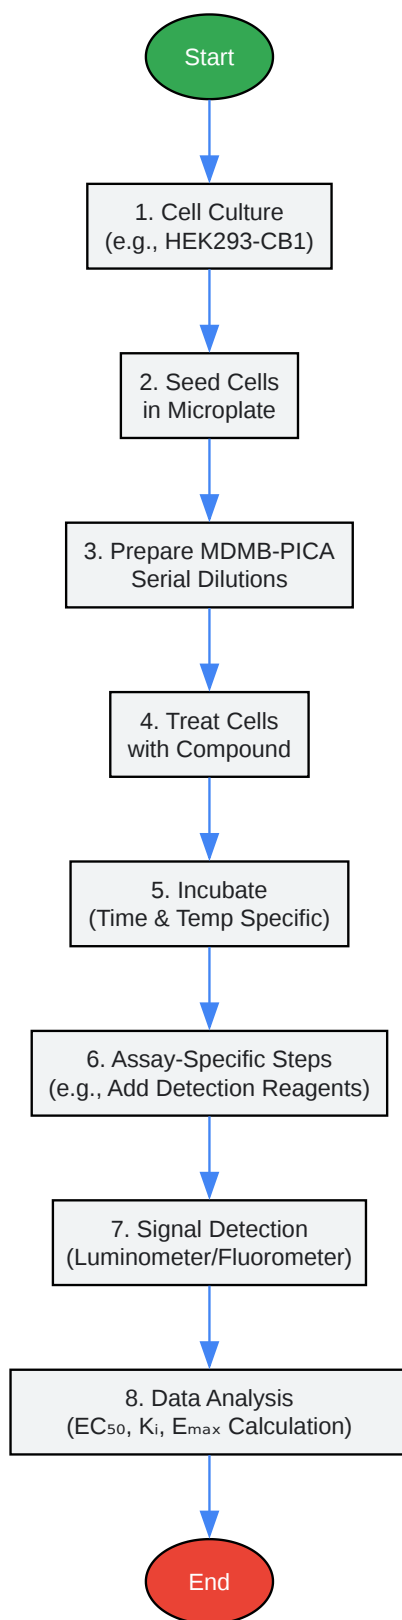 Start
1. Cell Culture
(e.g., HEK293-CB1)
2. Seed Cells
in Microplate
3. Prepare MDMB-PICA
Serial Dilutions
4. Treat Cells
with Compound
5. Incubate
(Time & Temp Specific)
6. Assay-Specific Steps
(e.g., Add Detection Reagents)
7. Signal Detection
(Luminometer/Fluorometer)
8. Data Analysis
(EC₅₀, Kᵢ, Eₘₐₓ Calculation)
End